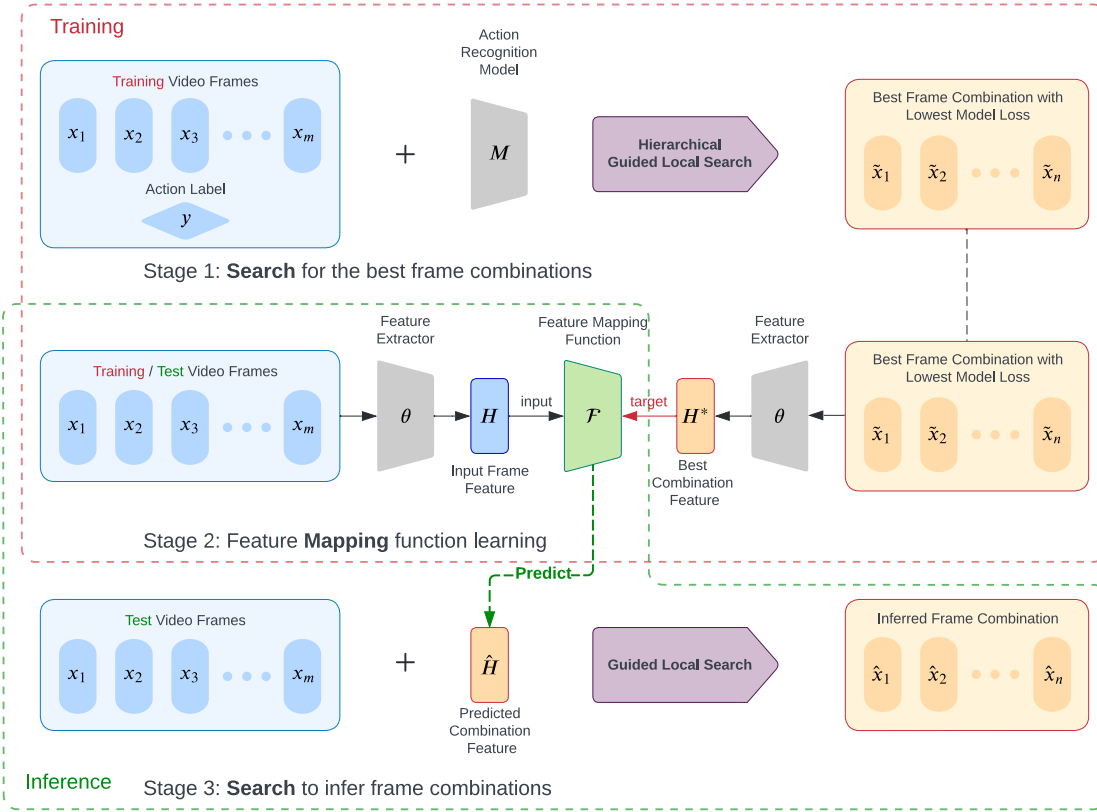 Training
Training Video Frames
x₁ x₂ x₃ xₘ
Action Label
y
+
Action
Recognition
Model
M
Hierarchical
Guided Local Search
Best Frame Combination with
Lowest Model Loss
x̃₁ x̃₂ x̃ₙ
Stage 1: Search for the best frame combinations
Training / Test Video Frames
x₁ x₂ x₃ xₘ
Feature
Extractor
θ
H
Input Frame
Feature
input
Feature Mapping
Function
ℱ
target
H*
Best
Combination
Feature
Feature
Extractor
θ
Best Frame Combination with
Lowest Model Loss
x̃₁ x̃₂ x̃ₙ
Stage 2: Feature Mapping function learning
Predict
Test Video Frames
x₁ x₂ x₃ xₘ
+
Ĥ
Predicted
Combination
Feature
Guided Local Search
Inferred Frame Combination
x̂₁ x̂₂ x̂ₙ
Inference
Stage 3: Search to infer frame combinations